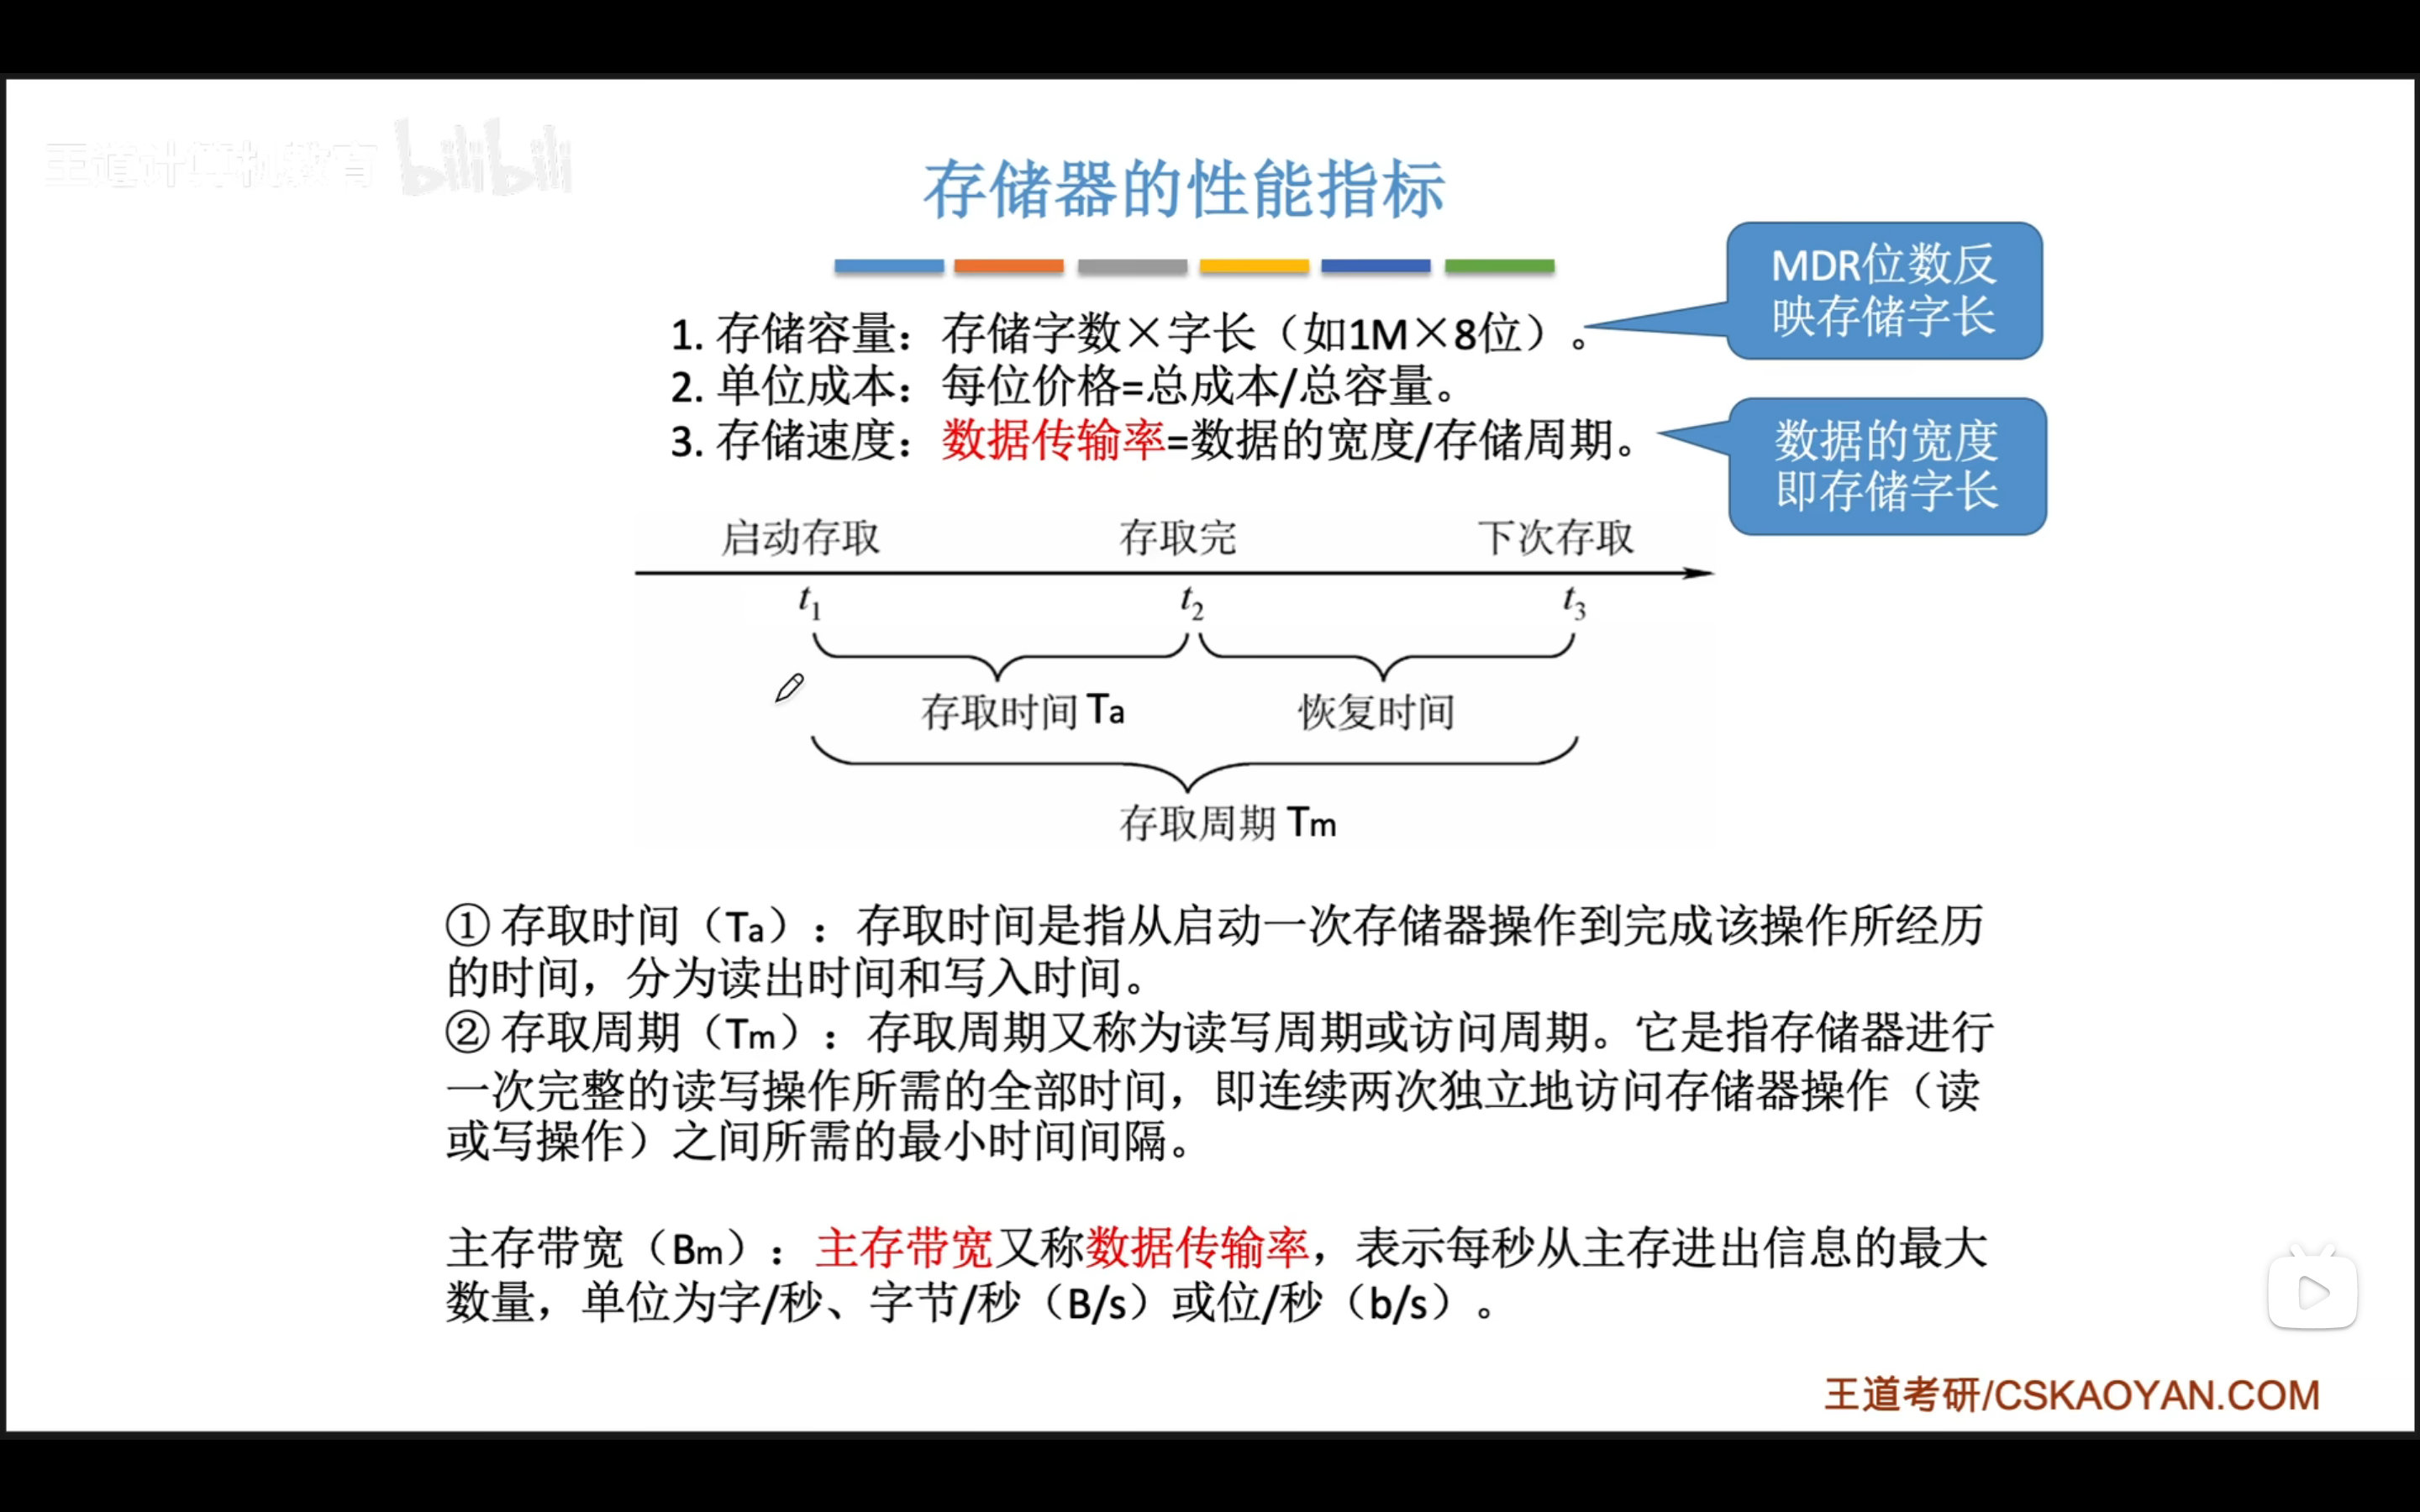 王道计算机教育 bilibili
存储器的性能指标
MDR位数反
映存储字长
1. 存储容量：存储字数×字长（如1M×8位）。
2. 单位成本：每位价格=总成本/总容量。
3. 存储速度：数据传输率=数据的宽度/存储周期。
数据的宽度
即存储字长
启动存取 存取完 下次存取
t1 t2 t3
存取时间 Ta 恢复时间
存取周期 Tm
① 存取时间（Ta）：存取时间是指从启动一次存储器操作到完成该操作所经历
的时间，分为读出时间和写入时间。
② 存取周期（Tm）：存取周期又称为读写周期或访问周期。它是指存储器进行
一次完整的读写操作所需的全部时间，即连续两次独立地访问存储器操作（读
或写操作）之间所需的最小时间间隔。
主存带宽（Bm）：主存带宽又称数据传输率，表示每秒从主存进出信息的最大
数量，单位为字/秒、字节/秒（B/s）或位/秒（b/s）。
王道考研/CSKAOYAN.COM